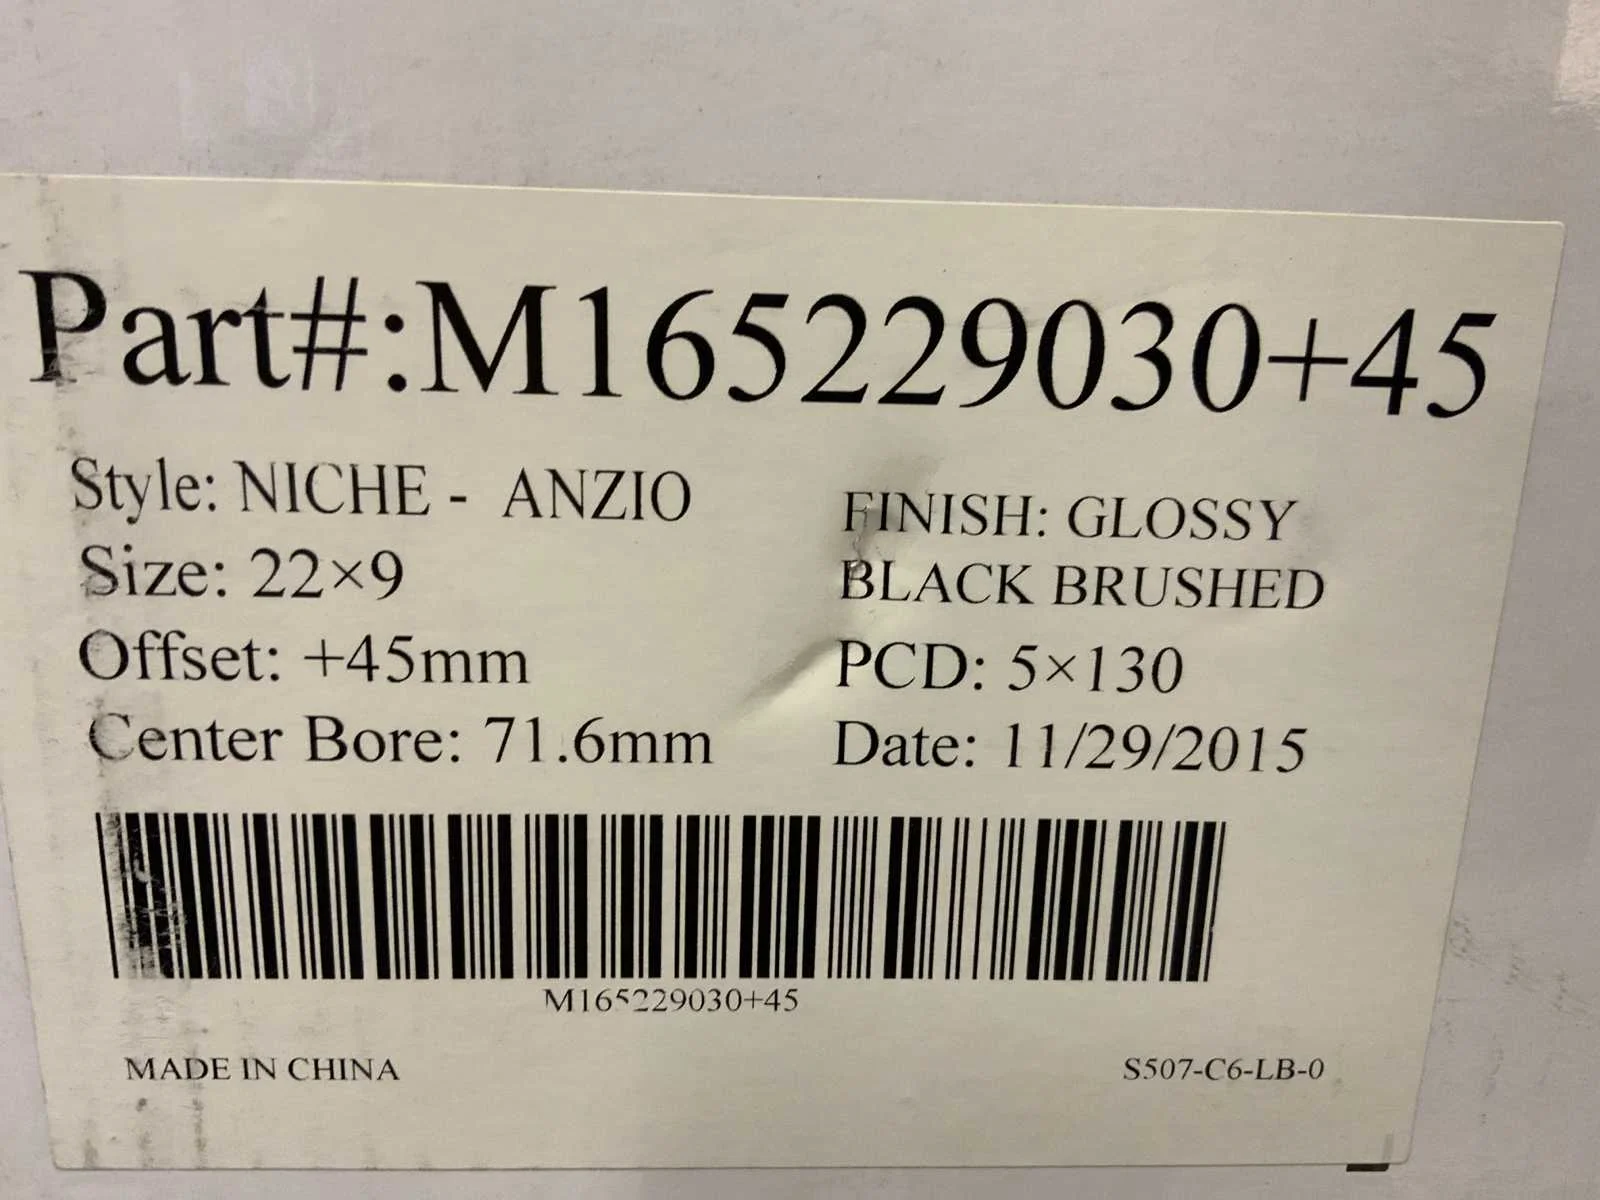 Part#:M165229030+45
Style: NICHE - ANZIO
FINISH: GLOSSY
BLACK BRUSHED
Size: 22×9
Offset: +45mm
PCD: 5×130
Center Bore: 71.6mm
Date: 11/29/2015
M165229030+45
MADE IN CHINA
S507-C6-LB-0